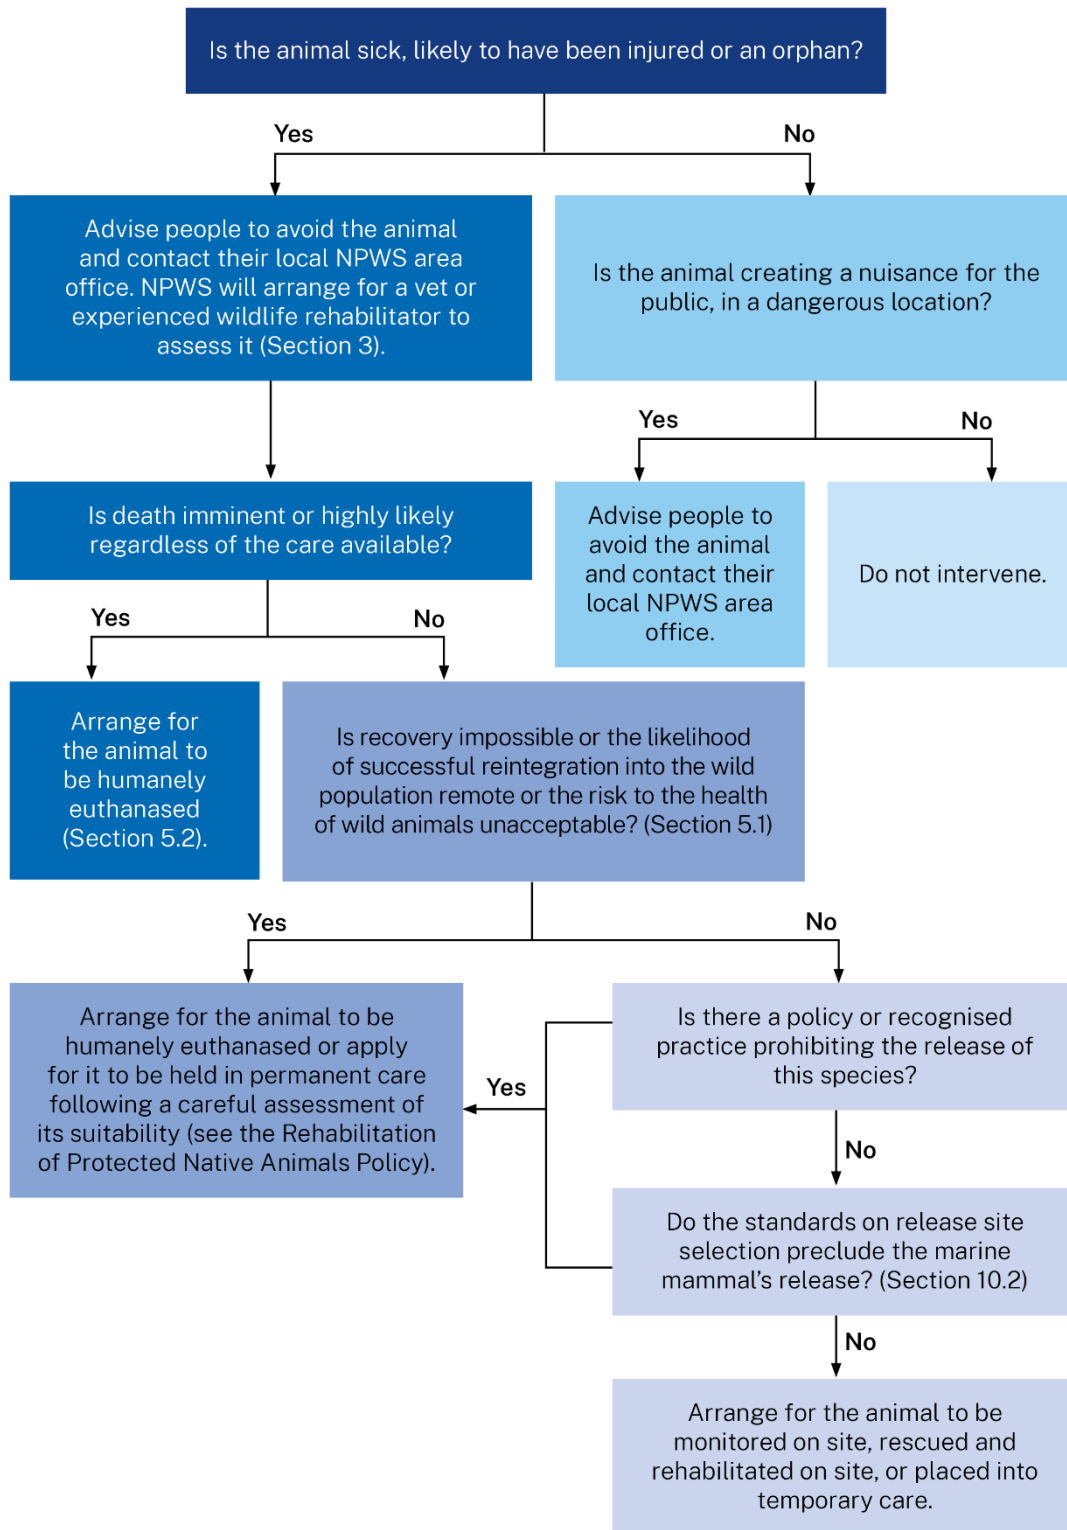 Is the animal sick, likely to have been injured or an orphan?
Yes
No
Advise people to avoid the animal
and contact their local NPWS area
office. NPWS will arrange for a vet or
experienced wildlife rehabilitator to
assess it (Section 3).
Is the animal creating a nuisance for the
public, in a dangerous location?
Yes
No
Is death imminent or highly likely
regardless of the care available?
Advise people to
avoid the animal
and contact their
local NPWS area
office.
Do not intervene.
Yes
No
Arrange for
the animal to
be humanely
euthanased
(Section 5.2).
Is recovery impossible or the likelihood
of successful reintegration into the wild
population remote or the risk to the health
of wild animals unacceptable? (Section 5.1)
Yes
No
Arrange for the animal to be
humanely euthanased or apply
for it to be held in permanent care
following a careful assessment of
its suitability (see the Rehabilitation
of Protected Native Animals Policy).
Yes
Is there a policy or recognised
practice prohibiting the release of
this species?
No
Do the standards on release site
selection preclude the marine
mammal's release? (Section 10.2)
No
Arrange for the animal to be
monitored on site, rescued and
rehabilitated on site, or placed into
temporary care.